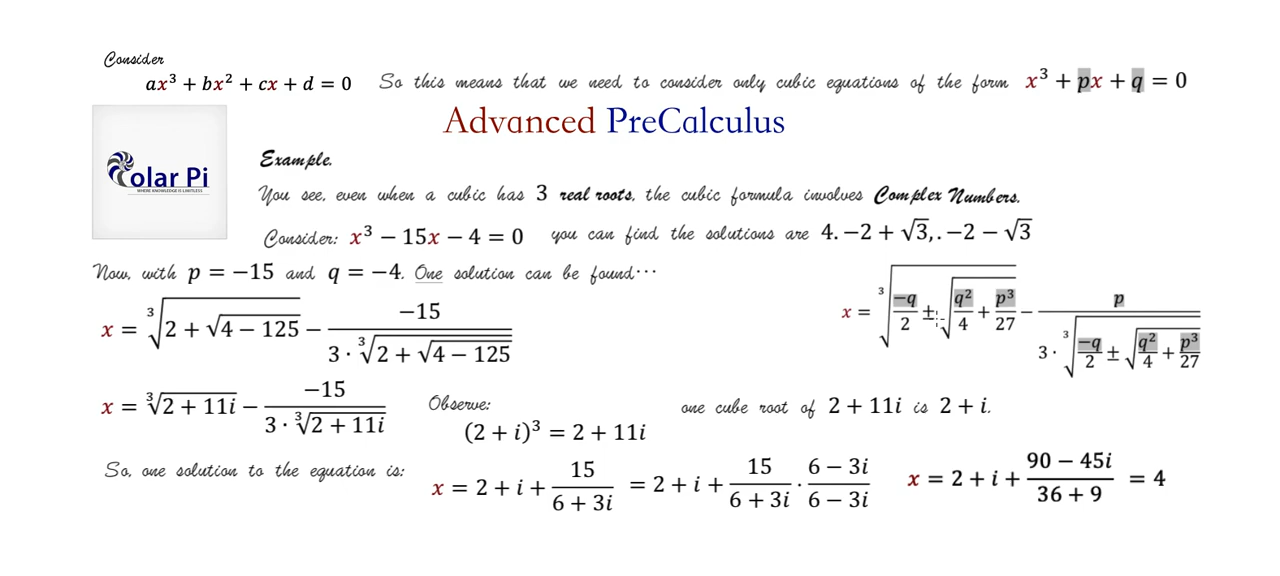 Consider
ax³ + bx² + cx + d = 0 So this means that we need to consider only cubic equations of the form x³ + px + q = 0
Advanced PreCalculus
olar Pi
WHERE KNOWLEDGE IS LIMITLESS
Example.
You see, even when a cubic has 3 real roots, the cubic formula involves Complex Numbers.
Consider: x³ − 15x − 4 = 0 you can find the solutions are 4. −2 + √3,. −2 − √3
Now, with p = −15 and q = −4. One solution can be found⋯
x = ∛(2 + √(4 − 125)) − (−15)/(3 · ∛(2 + √(4 − 125)))
x = ∛((−q)/2 ± √(q²/4 + p³/27)) − p/(3 · ∛((−q)/2 ± √(q²/4 + p³/27)))
x = ∛(2 + 11i) − (−15)/(3 · ∛(2 + 11i))
Observe:
(2 + i)³ = 2 + 11i
one cube root of 2 + 11i is 2 + i.
So, one solution to the equation is:
x = 2 + i + 15/(6 + 3i) = 2 + i + 15/(6 + 3i) · (6 − 3i)/(6 − 3i)
x = 2 + i + (90 − 45i)/(36 + 9) = 4